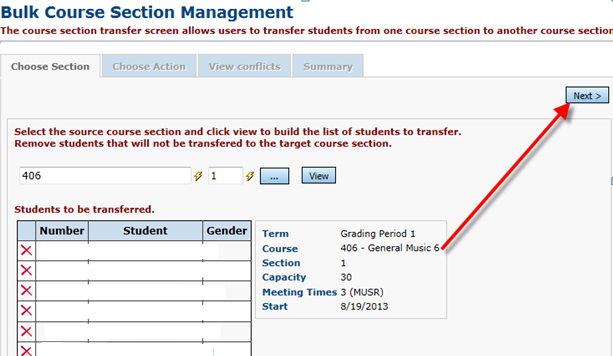 Bulk Course Section Management
The course section transfer screen allows users to transfer students from one course section to another course section
Choose Section Choose Action View conflicts Summary
Next >
Select the source course section and click view to build the list of students to transfer.
Remove students that will not be transfered to the target course section.
406 1 ... View
Students to be transferred.
Number Student Gender
Term Grading Period 1
Course 406 - General Music 6
Section 1
Capacity 30
Meeting Times 3 (MUSR)
Start 8/19/2013